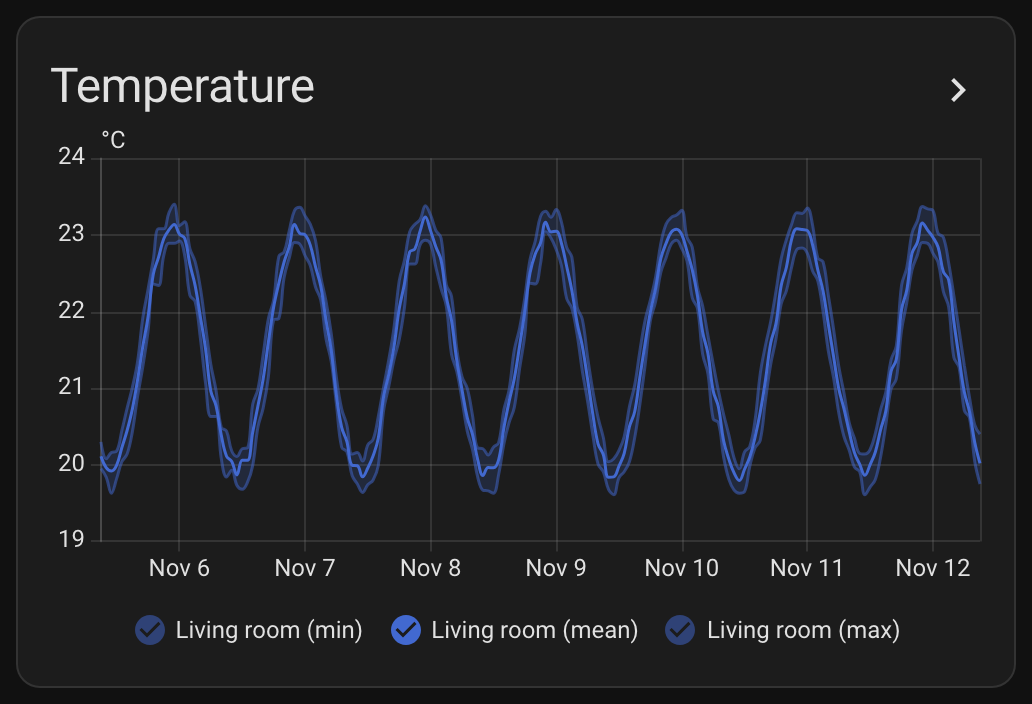 Temperature
°C
24
23
22
21
20
19
Nov 6 Nov 7 Nov 8 Nov 9 Nov 10 Nov 11 Nov 12
Living room (min) Living room (mean) Living room (max)